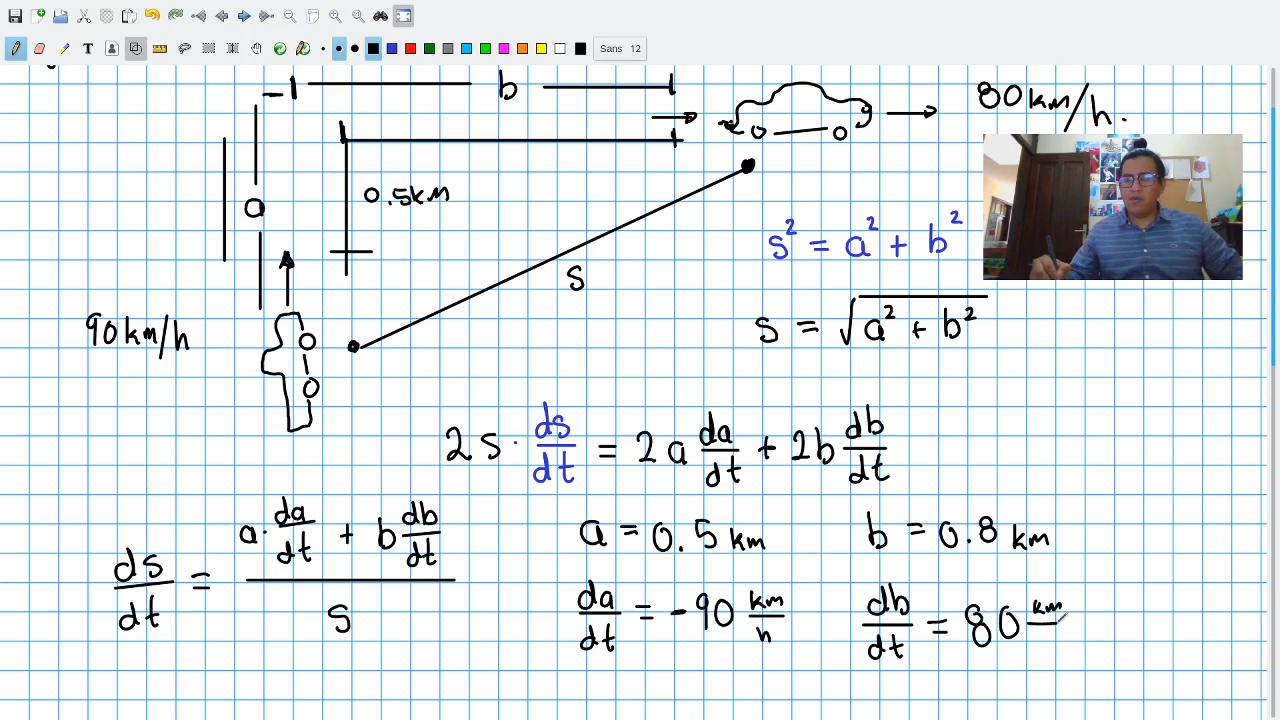 Sans 12
b
80 km/h.
0.5 km
a
s² = a² + b²
s
90 km/h
s = √a² + b²
2s · ds/dt = 2a da/dt + 2b db/dt
ds/dt = a · da/dt + b db/dt / s
a = 0.5 km
b = 0.8 km
da/dt = -90 km/h
db/dt = 80 km